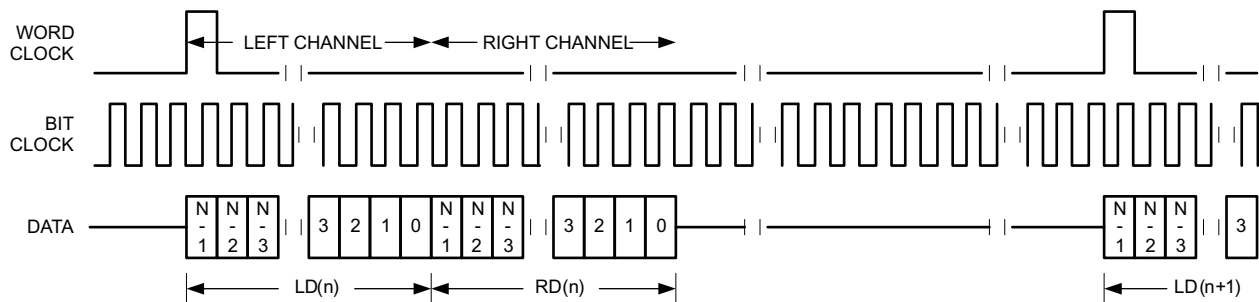 WORD
CLOCK
LEFT CHANNEL
RIGHT CHANNEL
BIT
CLOCK
DATA
N-1 N-2 N-3 3 2 1 0 N-1 N-2 N-3 3 2 1 0 N-1 N-2 N-3 3
LD(n)
RD(n)
LD(n+1)